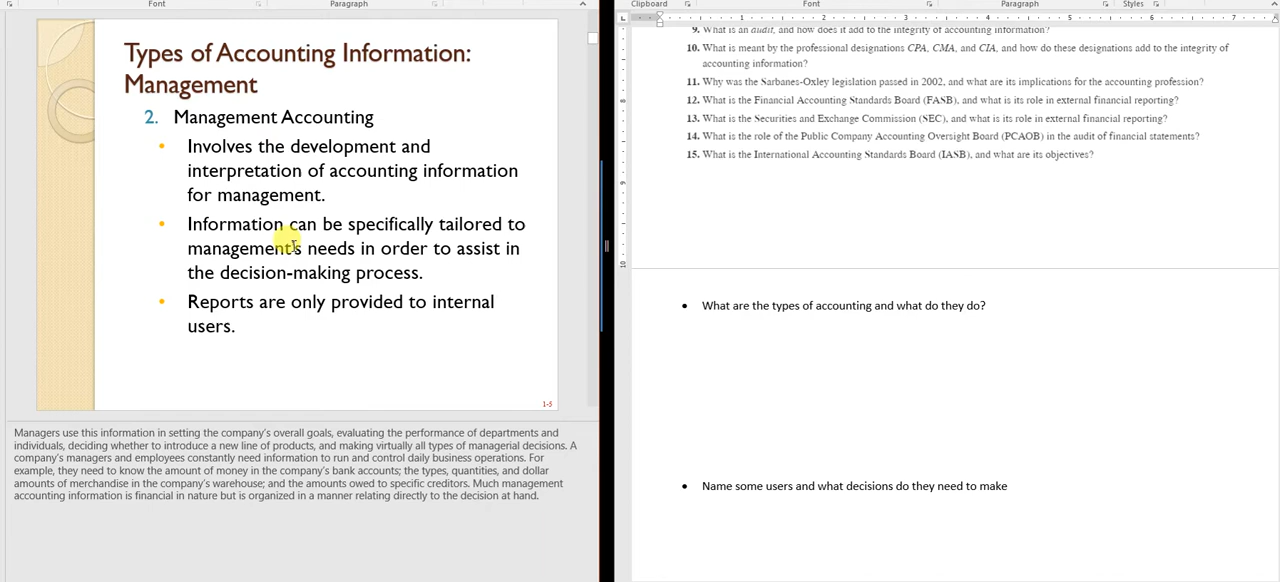 Font
Paragraph
Types of Accounting Information:
Management
2. Management Accounting
• Involves the development and
interpretation of accounting information
for management.
• Information can be specifically tailored to
management's needs in order to assist in
the decision-making process.
• Reports are only provided to internal
users.
1-5
Managers use this information in setting the company's overall goals, evaluating the performance of departments and
individuals, deciding whether to introduce a new line of products, and making virtually all types of managerial decisions. A
company's managers and employees constantly need information to run and control daily business operations. For
example, they need to know the amount of money in the company's bank accounts; the types, quantities, and dollar
amounts of merchandise in the company's warehouse; and the amounts owed to specific creditors. Much management
accounting information is financial in nature but is organized in a manner relating directly to the decision at hand.
Clipboard
Font
Paragraph
Styles
1 2 3 4 5 6 7
8
9
10
9. What is an audit, and how does it add to the integrity of accounting information?
10. What is meant by the professional designations CPA, CMA, and CIA, and how do these designations add to the integrity of
accounting information?
11. Why was the Sarbanes-Oxley legislation passed in 2002, and what are its implications for the accounting profession?
12. What is the Financial Accounting Standards Board (FASB), and what is its role in external financial reporting?
13. What is the Securities and Exchange Commission (SEC), and what is its role in external financial reporting?
14. What is the role of the Public Company Accounting Oversight Board (PCAOB) in the audit of financial statements?
15. What is the International Accounting Standards Board (IASB), and what are its objectives?
• What are the types of accounting and what do they do?
• Name some users and what decisions do they need to make